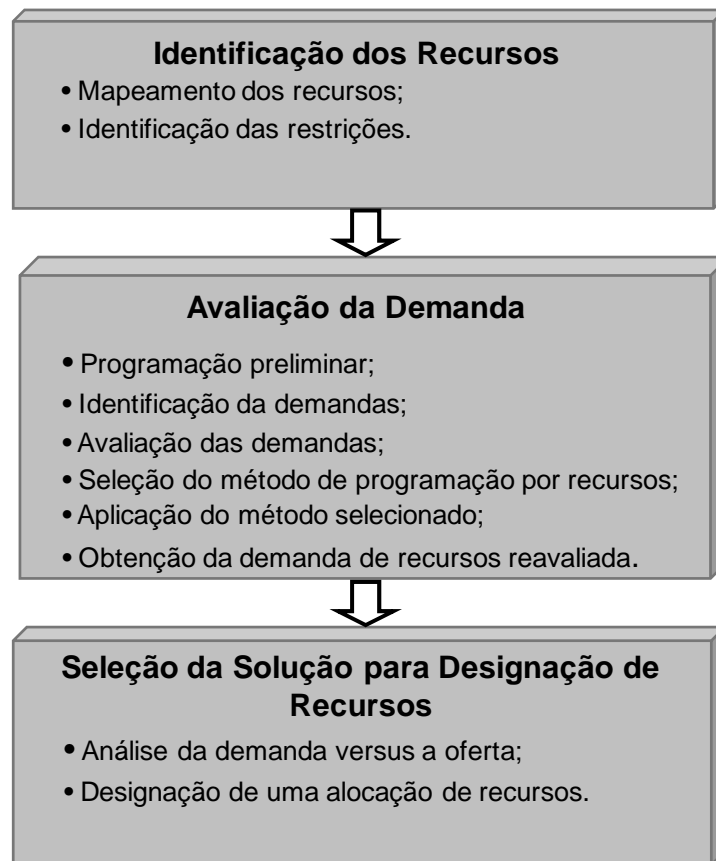 Identificação dos Recursos
• Mapeamento dos recursos;
• Identificação das restrições.
Avaliação da Demanda
• Programação preliminar;
• Identificação da demandas;
• Avaliação das demandas;
• Seleção do método de programação por recursos;
• Aplicação do método selecionado;
• Obtenção da demanda de recursos reavaliada.
Seleção da Solução para Designação de
Recursos
• Análise da demanda versus a oferta;
• Designação de uma alocação de recursos.